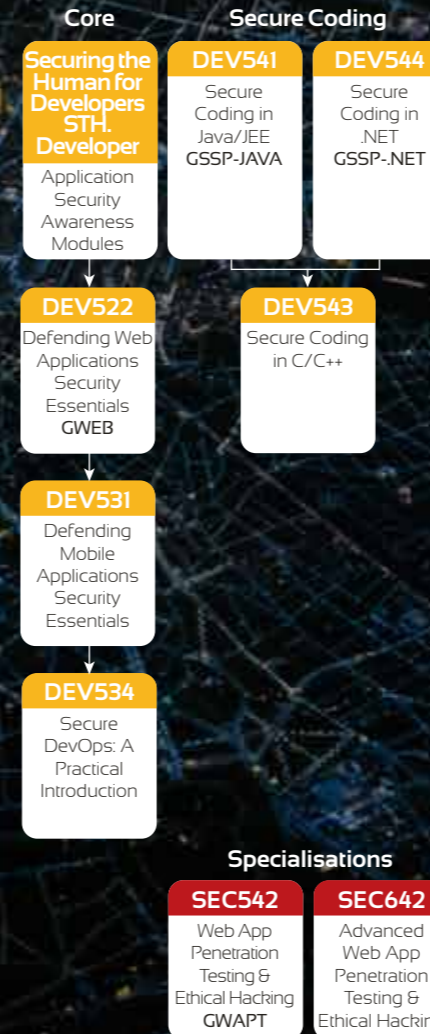 Core
Securing the
Human for
Developers
STH.
Developer
Application
Security
Awareness
Modules
DEV522
Defending Web
Applications
Security
Essentials
GWEB
DEV531
Defending
Mobile
Applications
Security
Essentials
DEV534
Secure
DevOps: A
Practical
Introduction
Secure Coding
DEV541
Secure
Coding in
Java/JEE
GSSP-JAVA
DEV544
Secure
Coding in
.NET
GSSP-.NET
DEV543
Secure Coding
in C/C++
Specialisations
SEC542
Web App
Penetration
Testing &
Ethical Hacking
GWAPT
SEC642
Advanced
Web App
Penetration
Testing &
Ethical